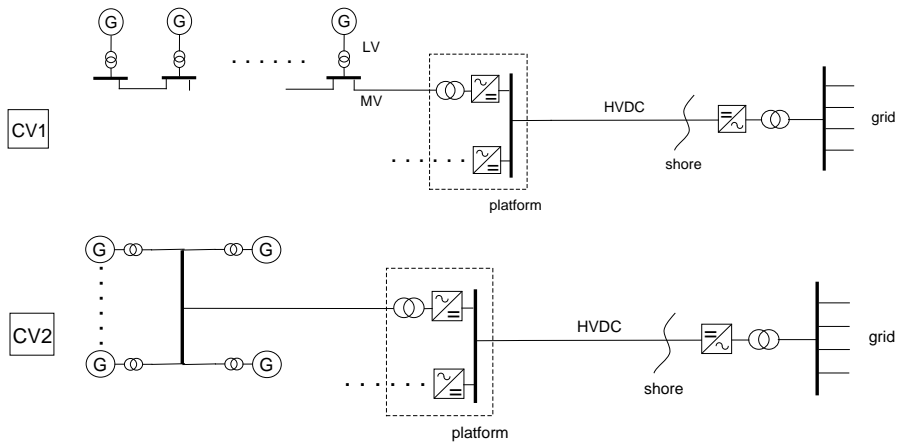 G G G
LV
MV
CV1
HVDC
grid
shore
platform
G G
CV2
HVDC
grid
G G
shore
platform